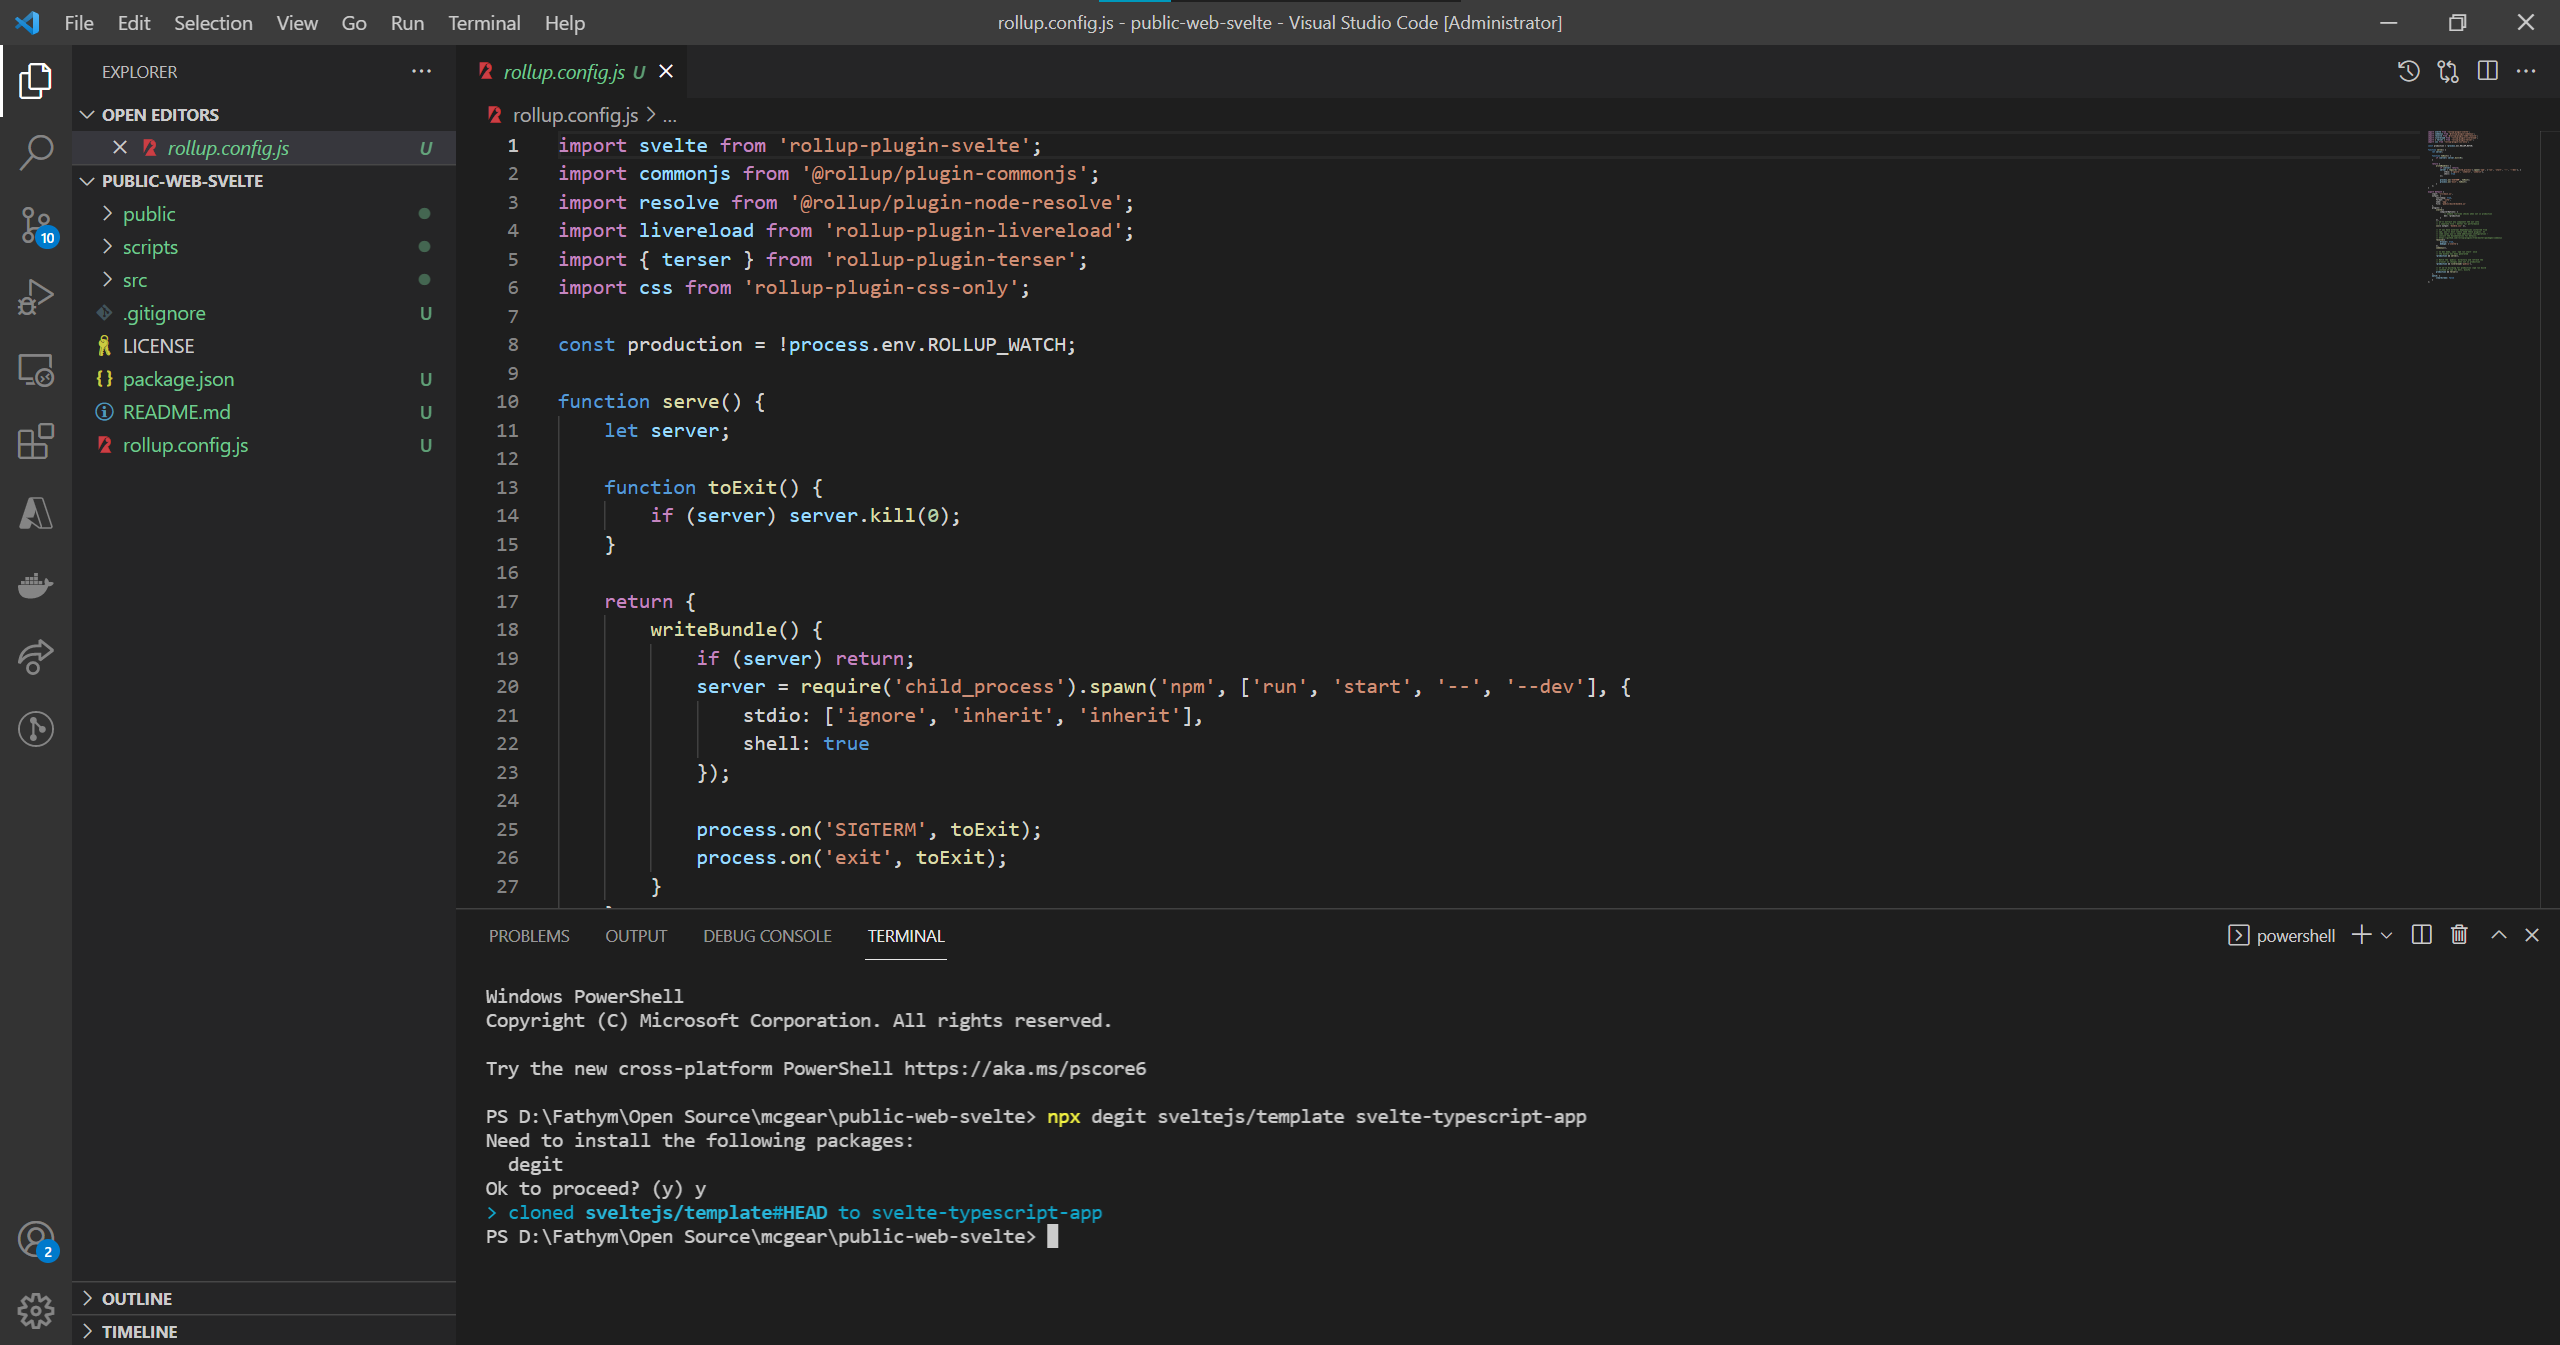 File Edit Selection View Go Run Terminal Help
rollup.config.js - public-web-svelte - Visual Studio Code [Administrator]
EXPLORER
OPEN EDITORS
rollup.config.js U
PUBLIC-WEB-SVELTE
public
scripts
src
.gitignore U
LICENSE
package.json U
README.md U
rollup.config.js U
10
2
OUTLINE
TIMELINE
rollup.config.js U
rollup.config.js > ...
1 import svelte from 'rollup-plugin-svelte';
2 import commonjs from '@rollup/plugin-commonjs';
3 import resolve from '@rollup/plugin-node-resolve';
4 import livereload from 'rollup-plugin-livereload';
5 import { terser } from 'rollup-plugin-terser';
6 import css from 'rollup-plugin-css-only';
7
8 const production = !process.env.ROLLUP_WATCH;
9
10 function serve() {
11 let server;
12
13 function toExit() {
14 if (server) server.kill(0);
15 }
16
17 return {
18 writeBundle() {
19 if (server) return;
20 server = require('child_process').spawn('npm', ['run', 'start', '--', '--dev'], {
21 stdio: ['ignore', 'inherit', 'inherit'],
22 shell: true
23 });
24
25 process.on('SIGTERM', toExit);
26 process.on('exit', toExit);
27 }
PROBLEMS OUTPUT DEBUG CONSOLE TERMINAL
powershell
Windows PowerShell
Copyright (C) Microsoft Corporation. All rights reserved.
Try the new cross-platform PowerShell https://aka.ms/pscore6
PS D:\Fathym\Open Source\mcgear\public-web-svelte> npx degit sveltejs/template svelte-typescript-app
Need to install the following packages:
degit
Ok to proceed? (y) y
> cloned sveltejs/template#HEAD to svelte-typescript-app
PS D:\Fathym\Open Source\mcgear\public-web-svelte>